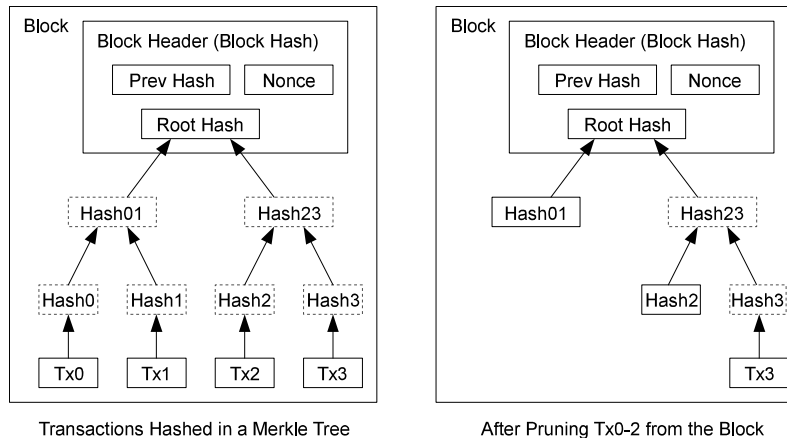 Block
Block Header (Block Hash)
Prev Hash
Nonce
Root Hash
Hash01
Hash23
Hash0
Hash1
Hash2
Hash3
Tx0
Tx1
Tx2
Tx3
Transactions Hashed in a Merkle Tree
Block
Block Header (Block Hash)
Prev Hash
Nonce
Root Hash
Hash01
Hash23
Hash2
Hash3
Tx3
After Pruning Tx0-2 from the Block